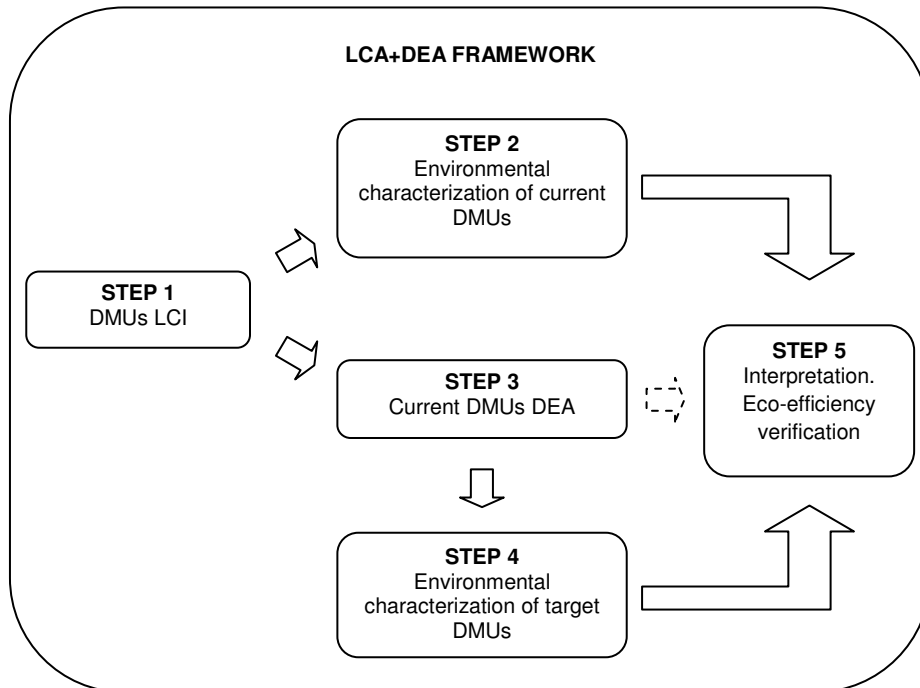 LCA+DEA FRAMEWORK
STEP 1
DMUs LCI
STEP 2
Environmental
characterization of current
DMUs
STEP 3
Current DMUs DEA
STEP 4
Environmental
characterization of target
DMUs
STEP 5
Interpretation.
Eco-efficiency
verification